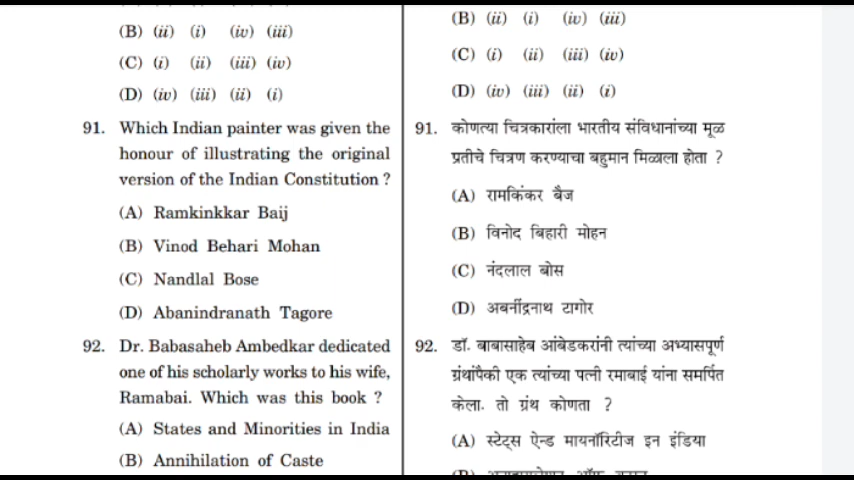 (B) (ii) (i) (iv) (iii)
(C) (i) (ii) (iii) (iv)
(D) (iv) (iii) (ii) (i)
91. Which Indian painter was given the
honour of illustrating the original
version of the Indian Constitution ?
(A) Ramkinkkar Baij
(B) Vinod Behari Mohan
(C) Nandlal Bose
(D) Abanindranath Tagore
92. Dr. Babasaheb Ambedkar dedicated
one of his scholarly works to his wife,
Ramabai. Which was this book ?
(A) States and Minorities in India
(B) Annihilation of Caste
(B) (ii) (i) (iv) (iii)
(C) (i) (ii) (iii) (iv)
(D) (iv) (iii) (ii) (i)
91. कोणत्या चित्रकारांला भारतीय संविधानांच्या मूळ
प्रतीचे चित्रण करण्याचा बहुमान मिळाला होता ?
(A) रामकिंकर बैज
(B) विनोद बिहारी मोहन
(C) नंदलाल बोस
(D) अबनींद्रनाथ टागोर
92. डॉ. बाबासाहेब आंबेडकरांनी त्यांच्या अभ्यासपूर्ण
ग्रंथांपैकी एक त्यांच्या पत्नी रमाबाई यांना समर्पित
केला. तो ग्रंथ कोणता ?
(A) स्टेट्स ऐन्ड मायनॉरिटीज इन इंडिया